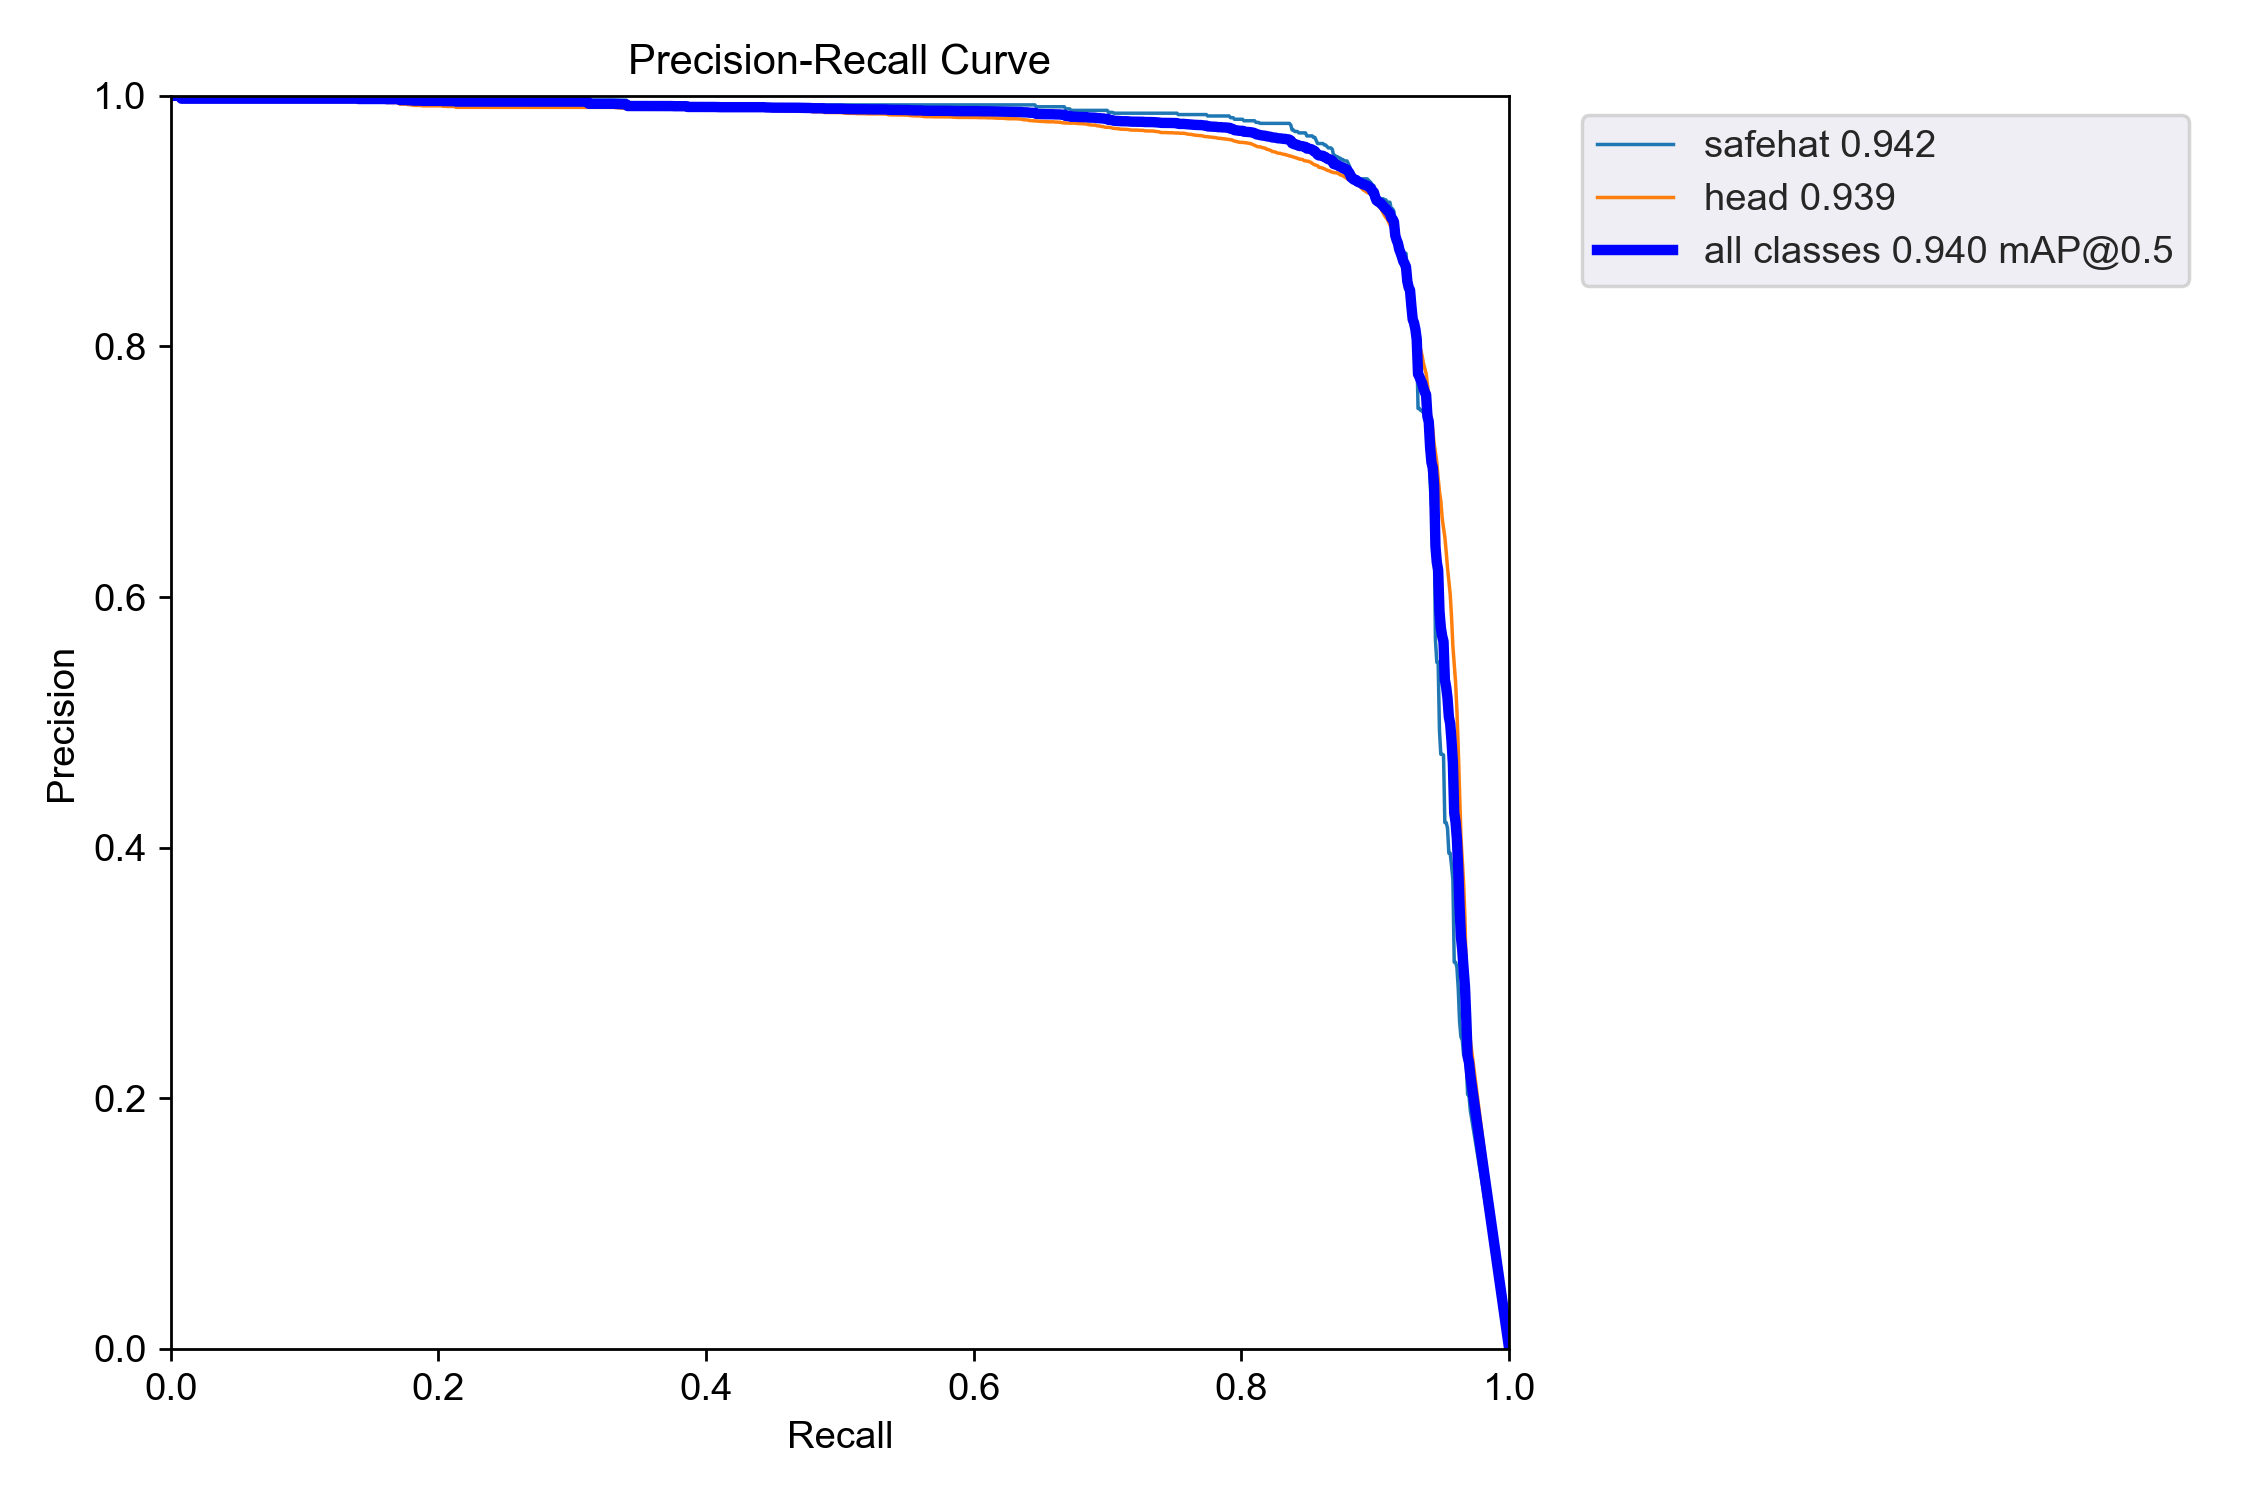 Precision-Recall Curve
1.0
0.8
0.6
0.4
0.2
0.0
Precision
0.0 0.2 0.4 0.6 0.8 1.0
Recall
safehat 0.942
head 0.939
all classes 0.940 mAP@0.5